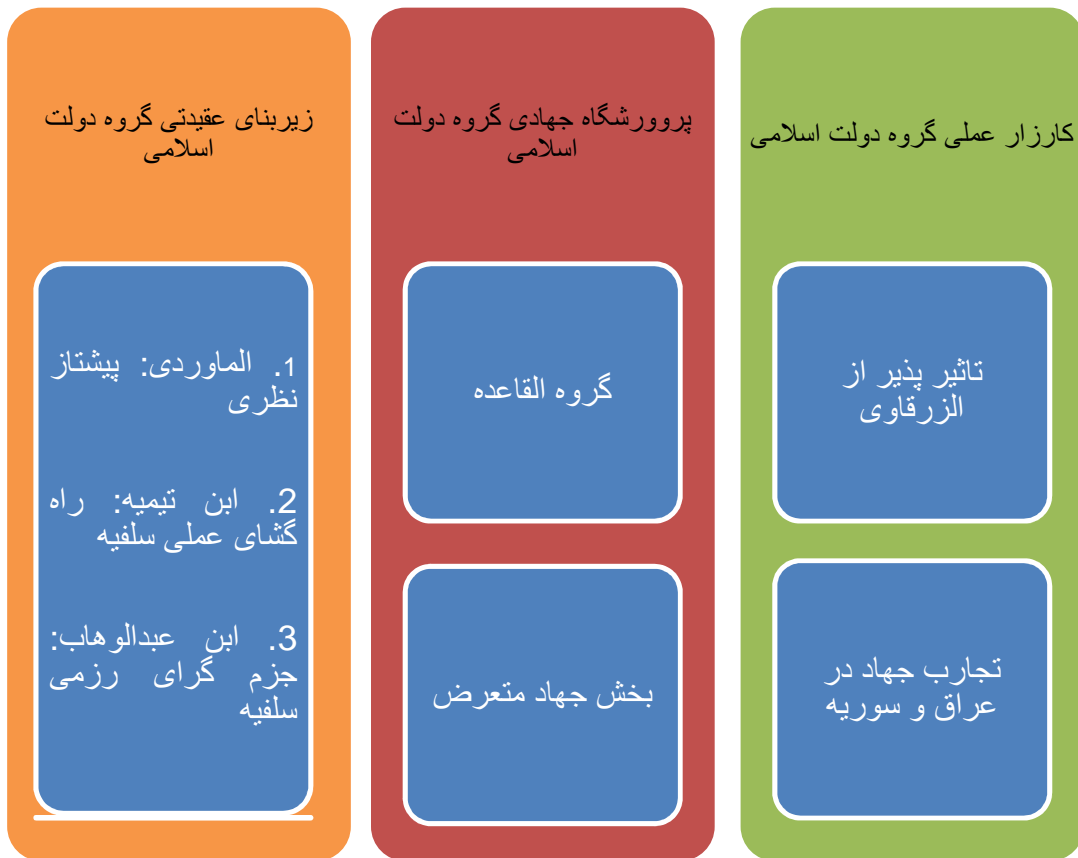 کارزار عملی گروه دولت اسلامی
تاثیر پذیر از
الزرقاوی
تجارب جهاد در
عراق و سوریه
پروورشگاه جهادی گروه دولت
اسلامی
گروه القاعده
بخش جهاد متعرض
زیربنای عقیدتی گروه دولت
اسلامی
1. الماوردی: پیشتاز
نظری
2. ابن تیمیه: راه
گشای عملی سلفیه
3. ابن عبدالوهاب:
جزم گرای رزمی
سلفیه